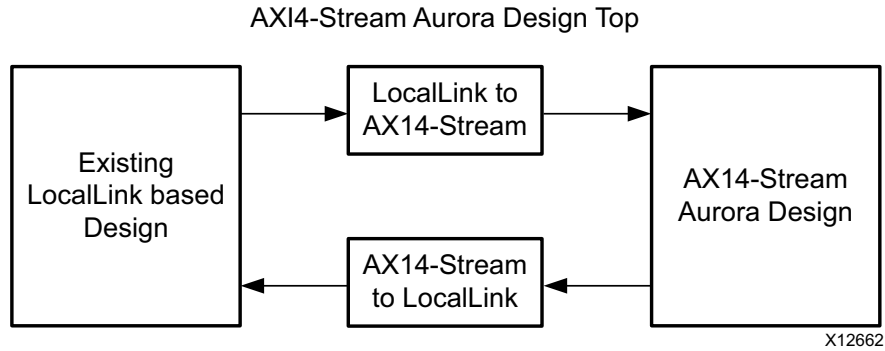 AXI4-Stream Aurora Design Top
LocalLink to
AX14-Stream
Existing
LocalLink based
Design
AX14-Stream
Aurora Design
AX14-Stream
to LocalLink
X12662